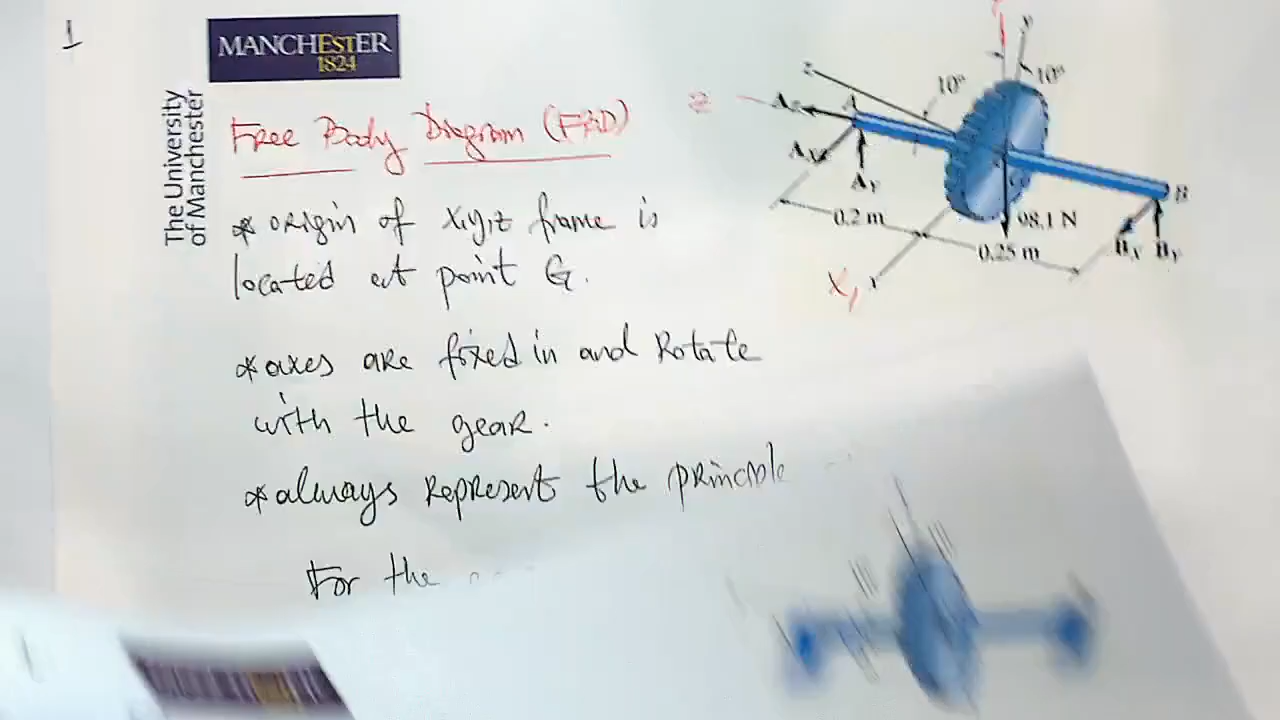 1
MANCHESTER
1824
The University
of Manchester
Free Body Diagram (FBD)
* origin of x,y,z frame is
located at point G.
* axes are fixed in and rotate
with the gear.
* always represent the principle
For the
z
Az
A
Ax
Ay
z
10°
y
10°
G
B
0.2 m
98.1 N
0.25 m
Bx
By
X,
x